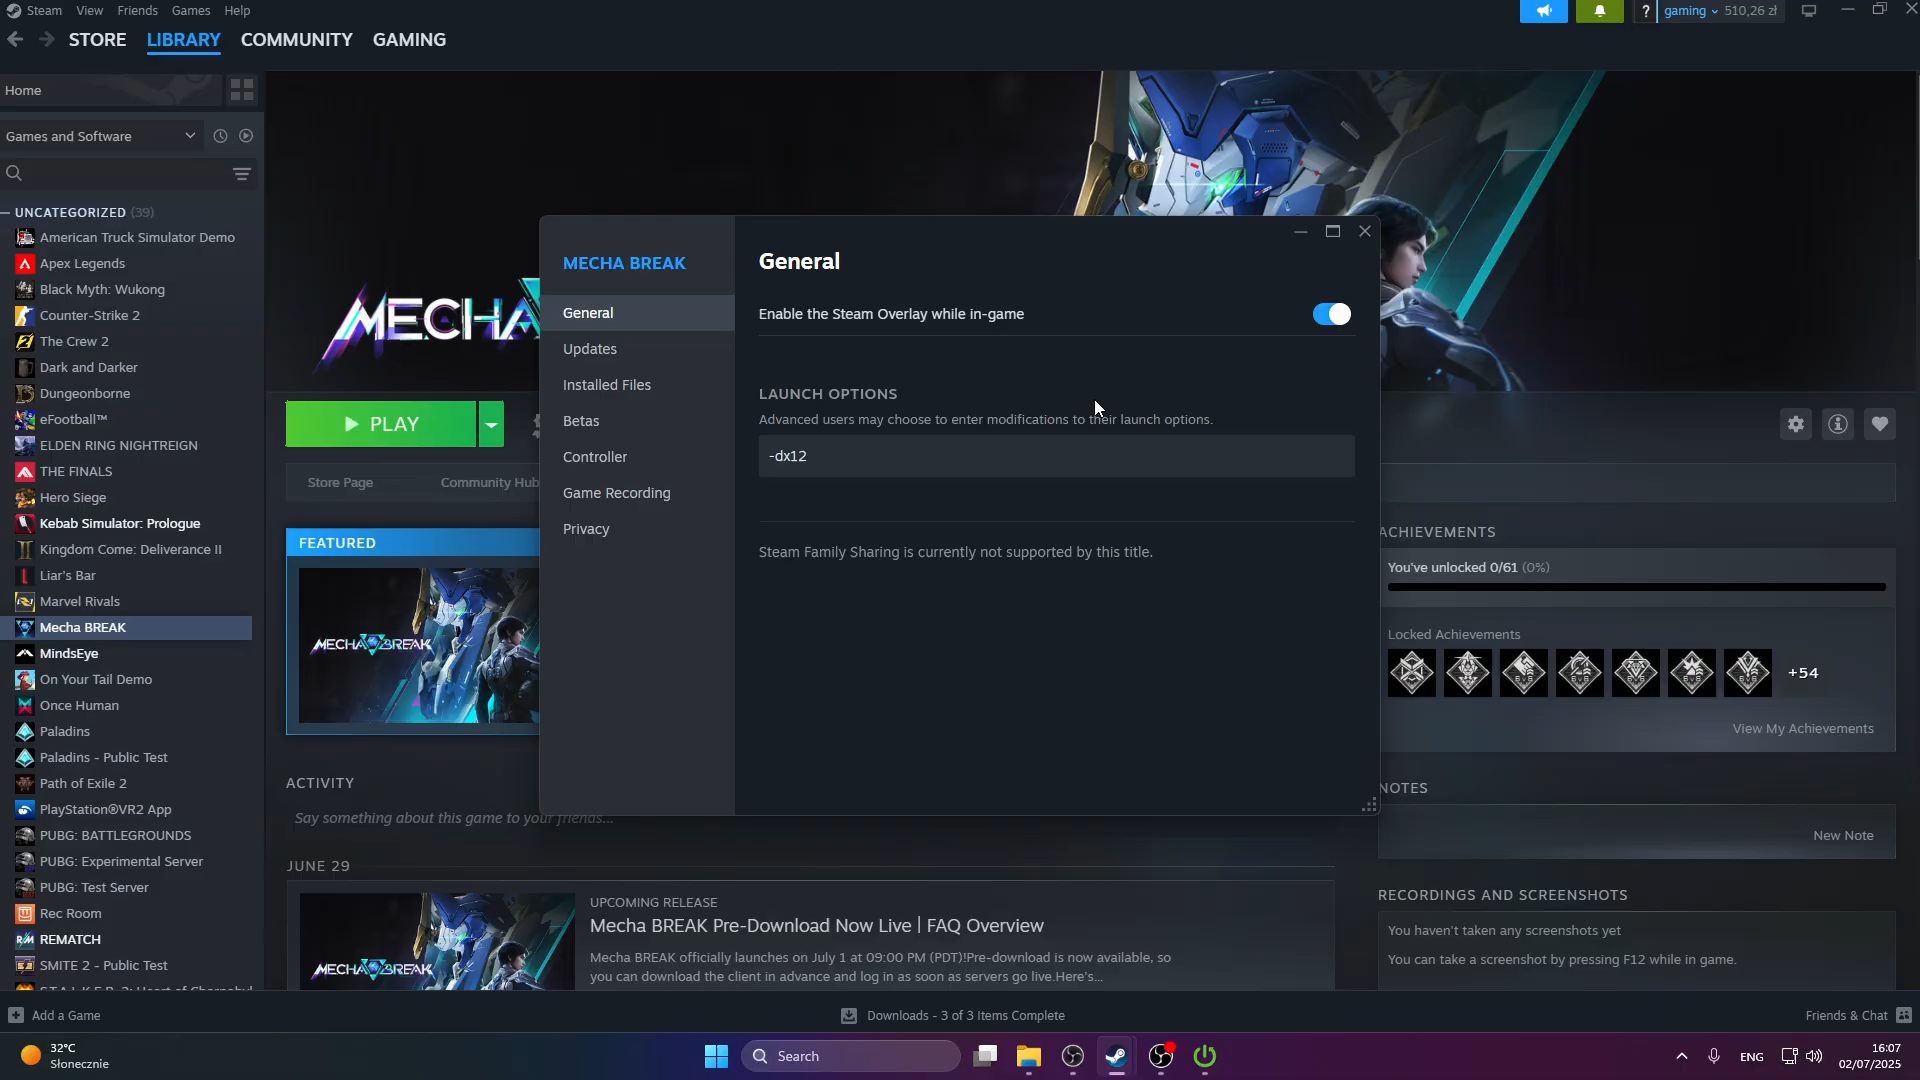 Steam View Friends Games Help
? gaming 510,26 zł
STORE LIBRARY COMMUNITY GAMING
Home
Games and Software
UNCATEGORIZED (39)
American Truck Simulator Demo
Apex Legends
Black Myth: Wukong
Counter-Strike 2
The Crew 2
Dark and Darker
Dungeonborne
eFootball™
ELDEN RING NIGHTREIGN
THE FINALS
Hero Siege
Kebab Simulator: Prologue
Kingdom Come: Deliverance II
Liar's Bar
Marvel Rivals
Mecha BREAK
MindsEye
On Your Tail Demo
Once Human
Paladins
Paladins - Public Test
Path of Exile 2
PlayStation®VR2 App
PUBG: BATTLEGROUNDS
PUBG: Experimental Server
PUBG: Test Server
Rec Room
REMATCH
SMITE 2 - Public Test
S.T.A.L.K.E.R. 2: Heart of Chornobyl
MECHA
PLAY
Store Page Community Hub
FEATURED
MECHA BREAK
ACTIVITY
Say something about this game to your friends...
JUNE 29
MECHA BREAK
UPCOMING RELEASE
Mecha BREAK Pre-Download Now Live | FAQ Overview
Mecha BREAK officially launches on July 1 at 09:00 PM (PDT)!Pre-download is now available, so
you can download the client in advance and log in as soon as servers go live.Here's...
MECHA BREAK
General
Updates
Installed Files
Betas
Controller
Game Recording
Privacy
General
Enable the Steam Overlay while in-game
LAUNCH OPTIONS
Advanced users may choose to enter modifications to their launch options.
-dx12
Steam Family Sharing is currently not supported by this title.
ACHIEVEMENTS
You've unlocked 0/61 (0%)
Locked Achievements
+54
View My Achievements
NOTES
New Note
RECORDINGS AND SCREENSHOTS
You haven't taken any screenshots yet
You can take a screenshot by pressing F12 while in game.
Add a Game
Downloads - 3 of 3 Items Complete
Friends & Chat
32°C
Słonecznie
Search
ENG
16:07
02/07/2025